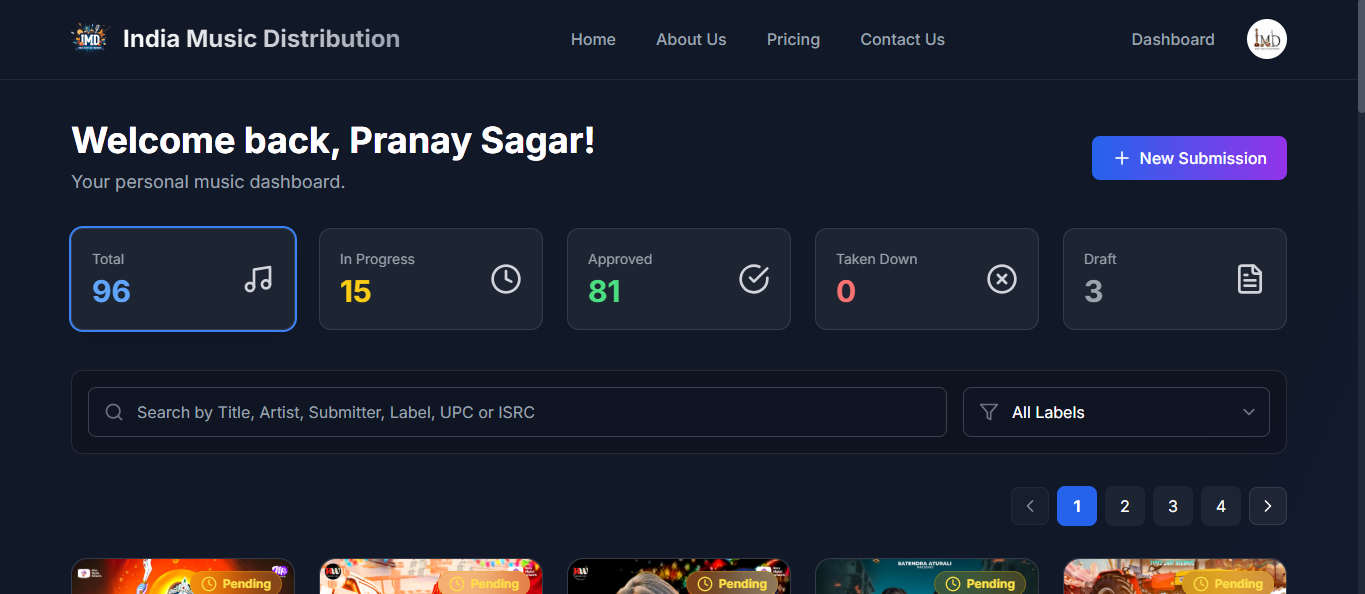 IMD
India Music Distribution
Home
About Us
Pricing
Contact Us
Dashboard
IMD
Welcome back, Pranay Sagar!
Your personal music dashboard.
New Submission
Total
96
In Progress
15
Approved
81
Taken Down
0
Draft
3
Search by Title, Artist, Submitter, Label, UPC or ISRC
All Labels
1
2
3
4
Pending
Pending
Pending
SATENDRA ATURALI
Pending
Pending